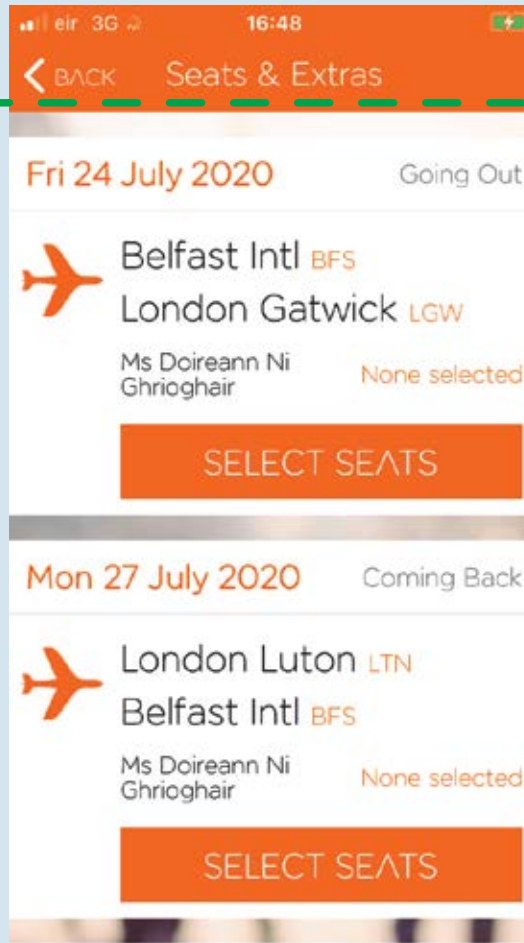 eir 3G 16:48
BACK Seats & Extras
Fri 24 July 2020 Going Out
Belfast Intl BFS
London Gatwick LGW
Ms Doireann Ni
Ghrioghair
None selected
SELECT SEATS
Mon 27 July 2020 Coming Back
London Luton LTN
Belfast Intl BFS
Ms Doireann Ni
Ghrioghair
None selected
SELECT SEATS